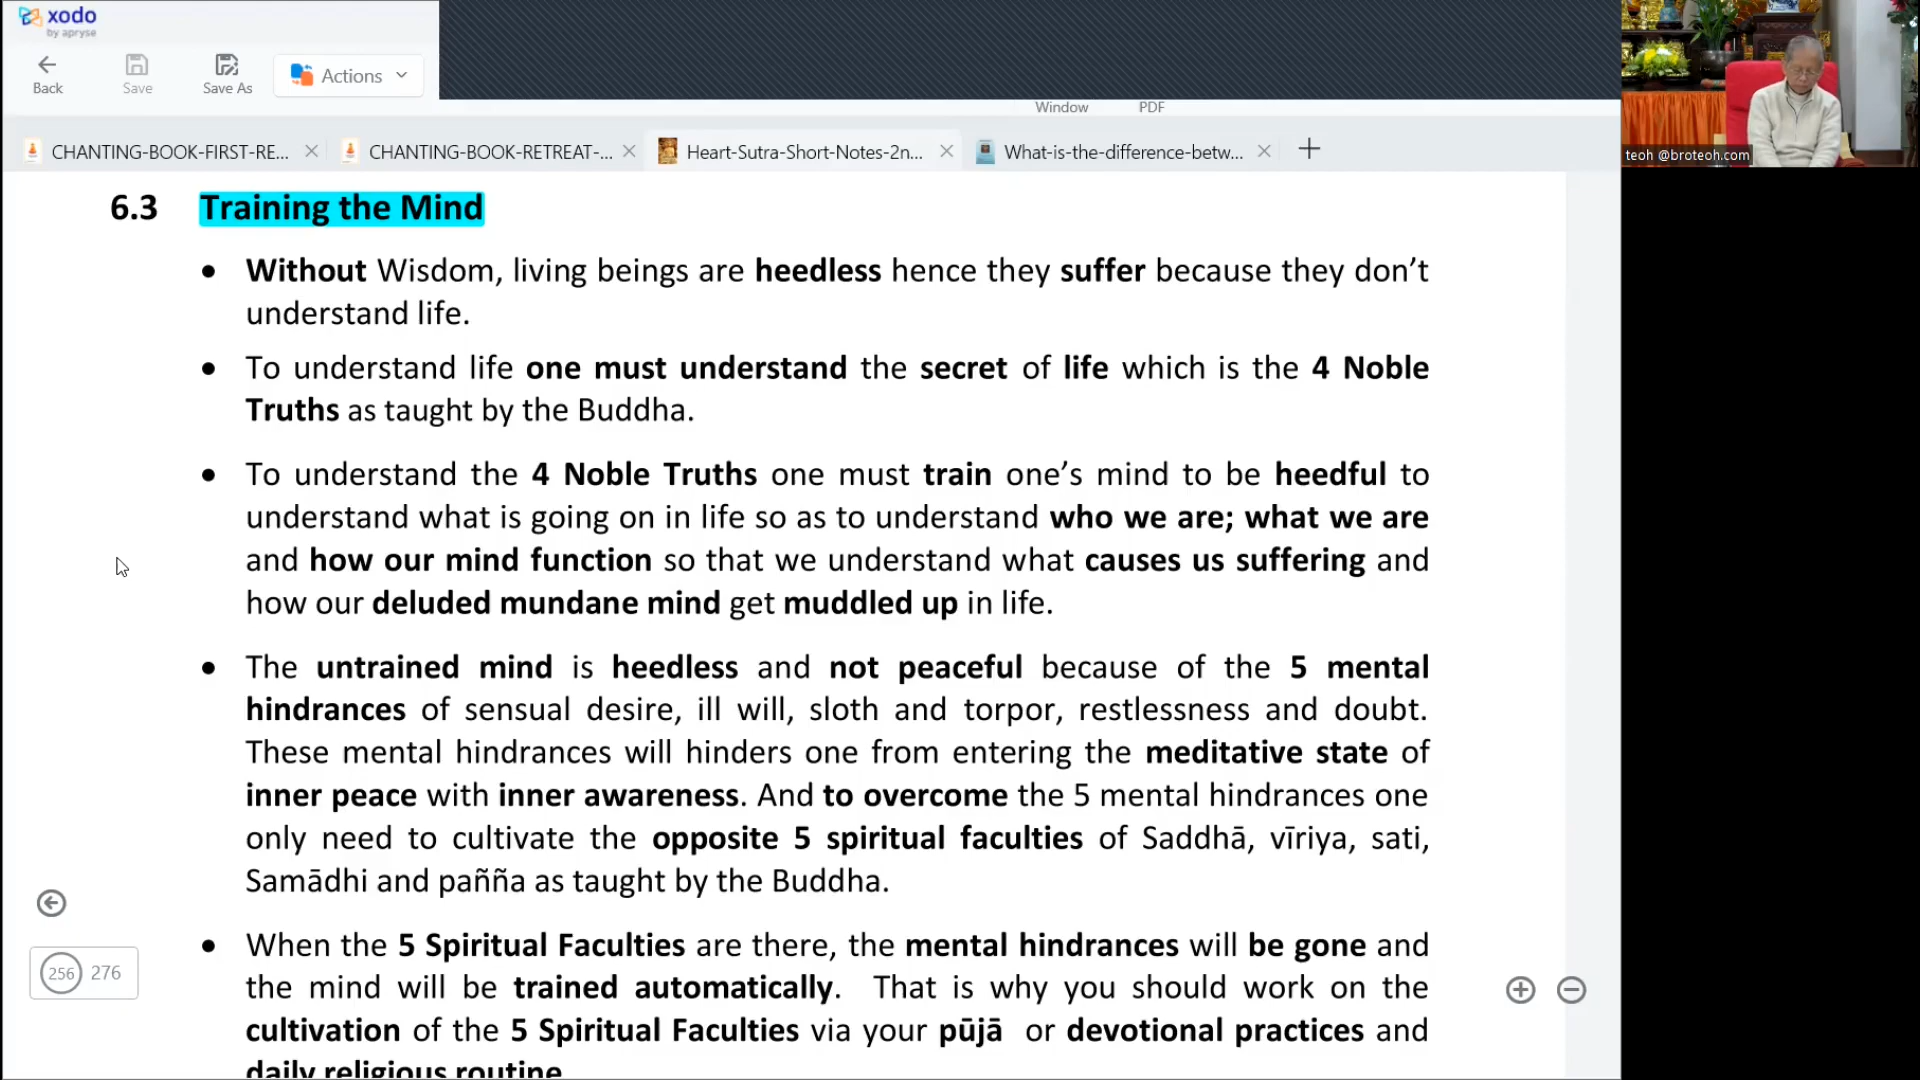 xodo
by apryse
Back
Save
Save As
Actions
Window
PDF
CHANTING-BOOK-FIRST-RE...
CHANTING-BOOK-RETREAT-...
Heart-Sutra-Short-Notes-2n...
What-is-the-difference-betw...
teoh @broteoh.com
6.3 Training the Mind
• Without Wisdom, living beings are heedless hence they suffer because they don’t
understand life.
• To understand life one must understand the secret of life which is the 4 Noble
Truths as taught by the Buddha.
• To understand the 4 Noble Truths one must train one’s mind to be heedful to
understand what is going on in life so as to understand who we are; what we are
and how our mind function so that we understand what causes us suffering and
how our deluded mundane mind get muddled up in life.
• The untrained mind is heedless and not peaceful because of the 5 mental
hindrances of sensual desire, ill will, sloth and torpor, restlessness and doubt.
These mental hindrances will hinders one from entering the meditative state of
inner peace with inner awareness. And to overcome the 5 mental hindrances one
only need to cultivate the opposite 5 spiritual faculties of Saddhā, vīriya, sati,
Samādhi and pañña as taught by the Buddha.
• When the 5 Spiritual Faculties are there, the mental hindrances will be gone and
the mind will be trained automatically. That is why you should work on the
cultivation of the 5 Spiritual Faculties via your pūjā or devotional practices and
daily religious routine
256 276